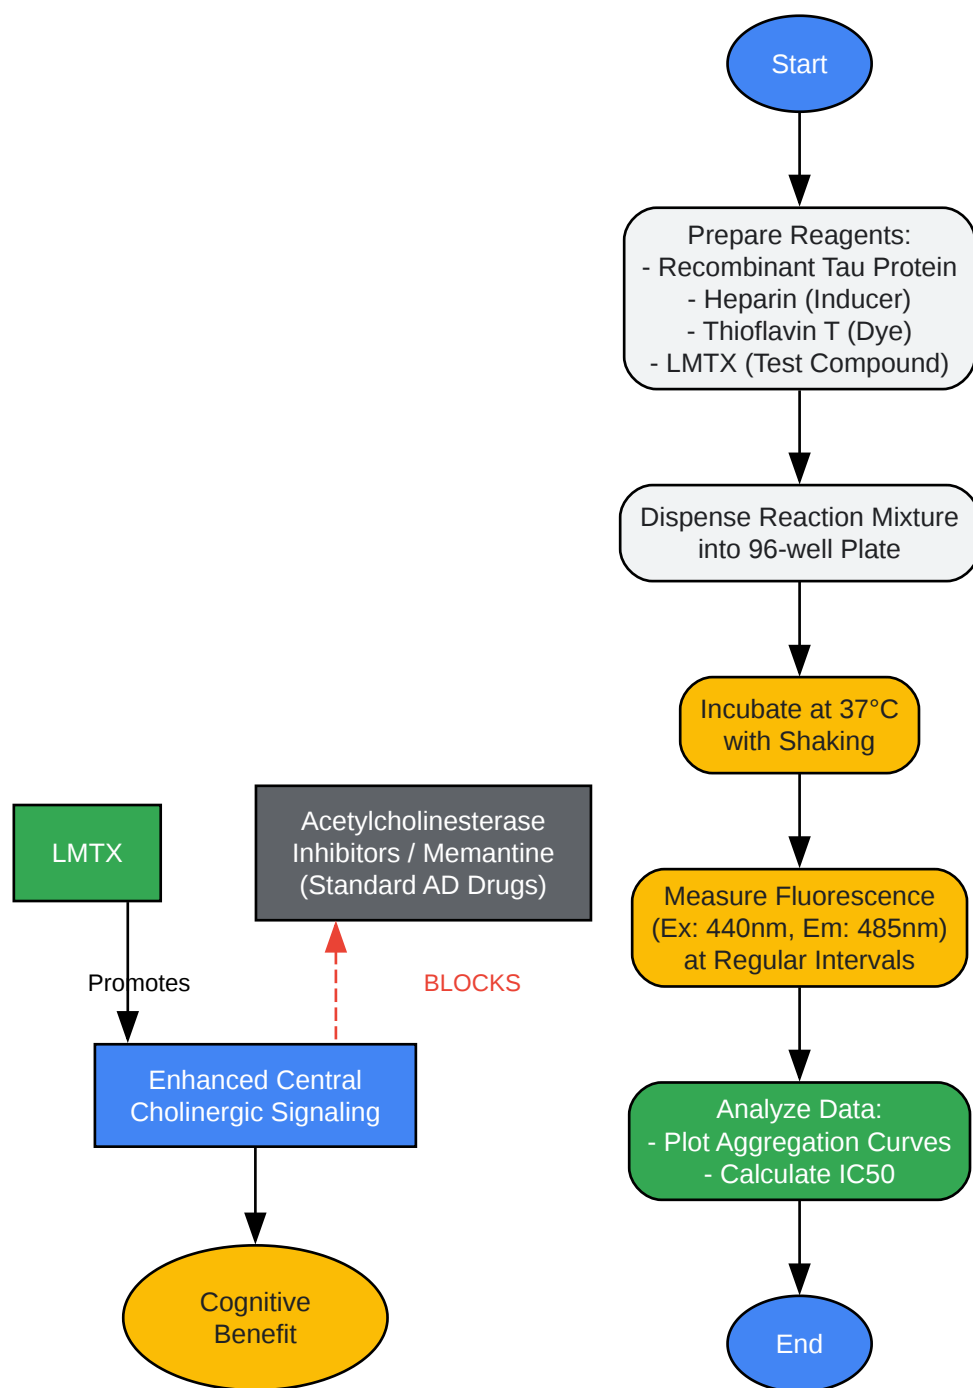 Start
Prepare Reagents:
- Recombinant Tau Protein
- Heparin (Inducer)
- Thioflavin T (Dye)
- LMTX (Test Compound)
Dispense Reaction Mixture
into 96-well Plate
Incubate at 37°C
with Shaking
Measure Fluorescence
(Ex: 440nm, Em: 485nm)
at Regular Intervals
Analyze Data:
- Plot Aggregation Curves
- Calculate IC50
End
LMTX
Acetylcholinesterase
Inhibitors / Memantine
(Standard AD Drugs)
Promotes
BLOCKS
Enhanced Central
Cholinergic Signaling
Cognitive
Benefit